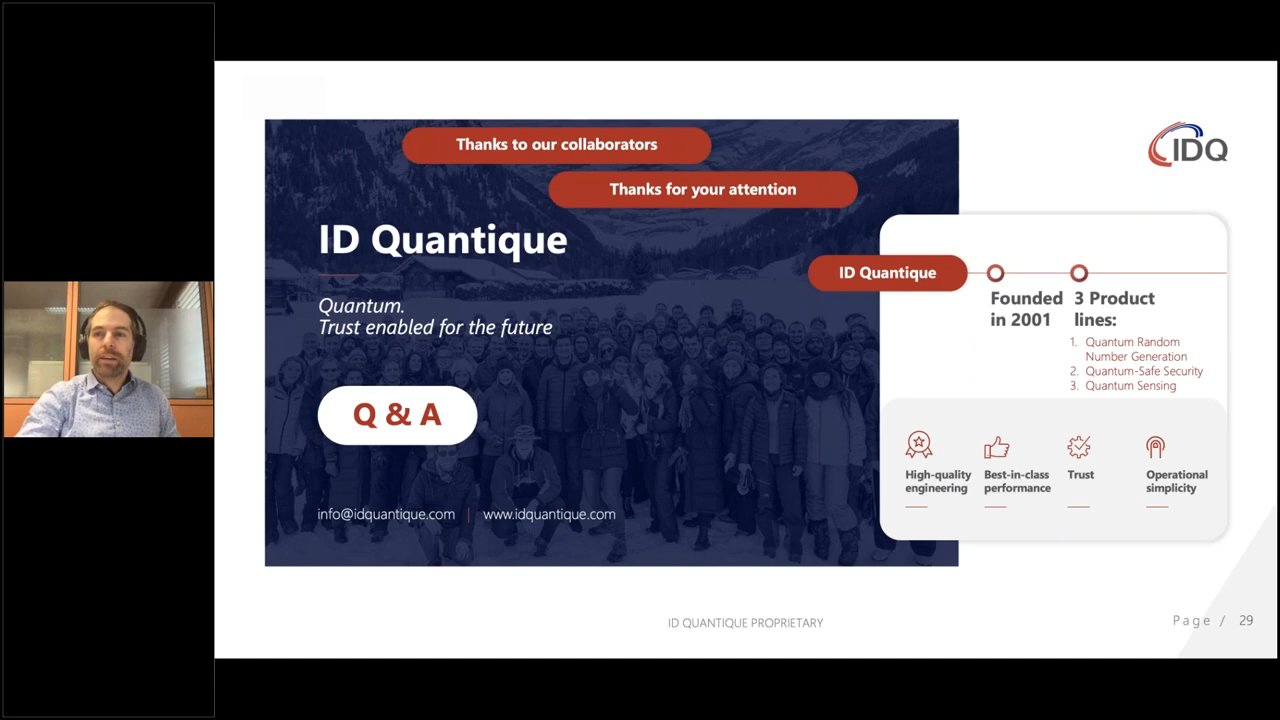 Thanks to our collaborators
Thanks for your attention
IDQ
ID Quantique
Quantum.
Trust enabled for the future
Q & A
info@idquantique.com | www.idquantique.com
ID Quantique
Founded
in 2001
3 Product
lines:
1. Quantum Random
Number Generation
2. Quantum-Safe Security
3. Quantum Sensing
High-quality
engineering
Best-in-class
performance
Trust
Operational
simplicity
ID QUANTIQUE PROPRIETARY
Page / 29